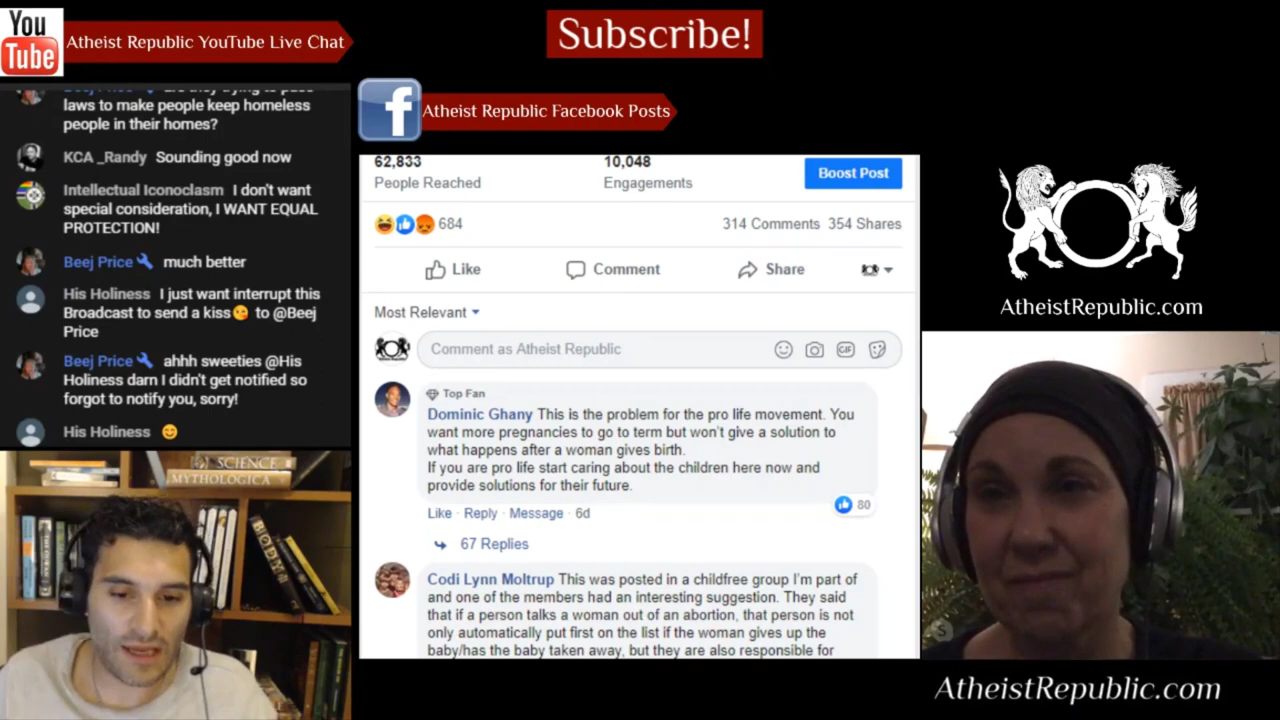 You
Tube
Atheist Republic YouTube Live Chat
Subscribe!
Atheist Republic Facebook Posts
Beej Price are they trying to pass
laws to make people keep homeless
people in their homes?
KCA _Randy Sounding good now
Intellectual Iconoclasm I don't want
special consideration, I WANT EQUAL
PROTECTION!
Beej Price much better
His Holiness I just want interrupt this
Broadcast to send a kiss😘 to @Beej
Price
Beej Price ahhh sweeties @His
Holiness darn I didn't get notified so
forgot to notify you, sorry!
His Holiness 😊
62,833 10,048
People Reached Engagements
Boost Post
684 314 Comments 354 Shares
Like Comment Share
Most Relevant
Comment as Atheist Republic
GIF
Top Fan
Dominic Ghany This is the problem for the pro life movement. You
want more pregnancies to go to term but won't give a solution to
what happens after a woman gives birth.
If you are pro life start caring about the children here now and
provide solutions for their future.
80
Like · Reply · Message · 6d
67 Replies
Codi Lynn Moltrup This was posted in a childfree group I'm part of
and one of the members had an interesting suggestion. They said
that if a person talks a woman out of an abortion, that person is not
only automatically put first on the list if the woman gives up the
baby/has the baby taken away, but they are also responsible for
AtheistRepublic.com
SCIENCE
MYTHOLOGICA
BODY
S
AtheistRepublic.com